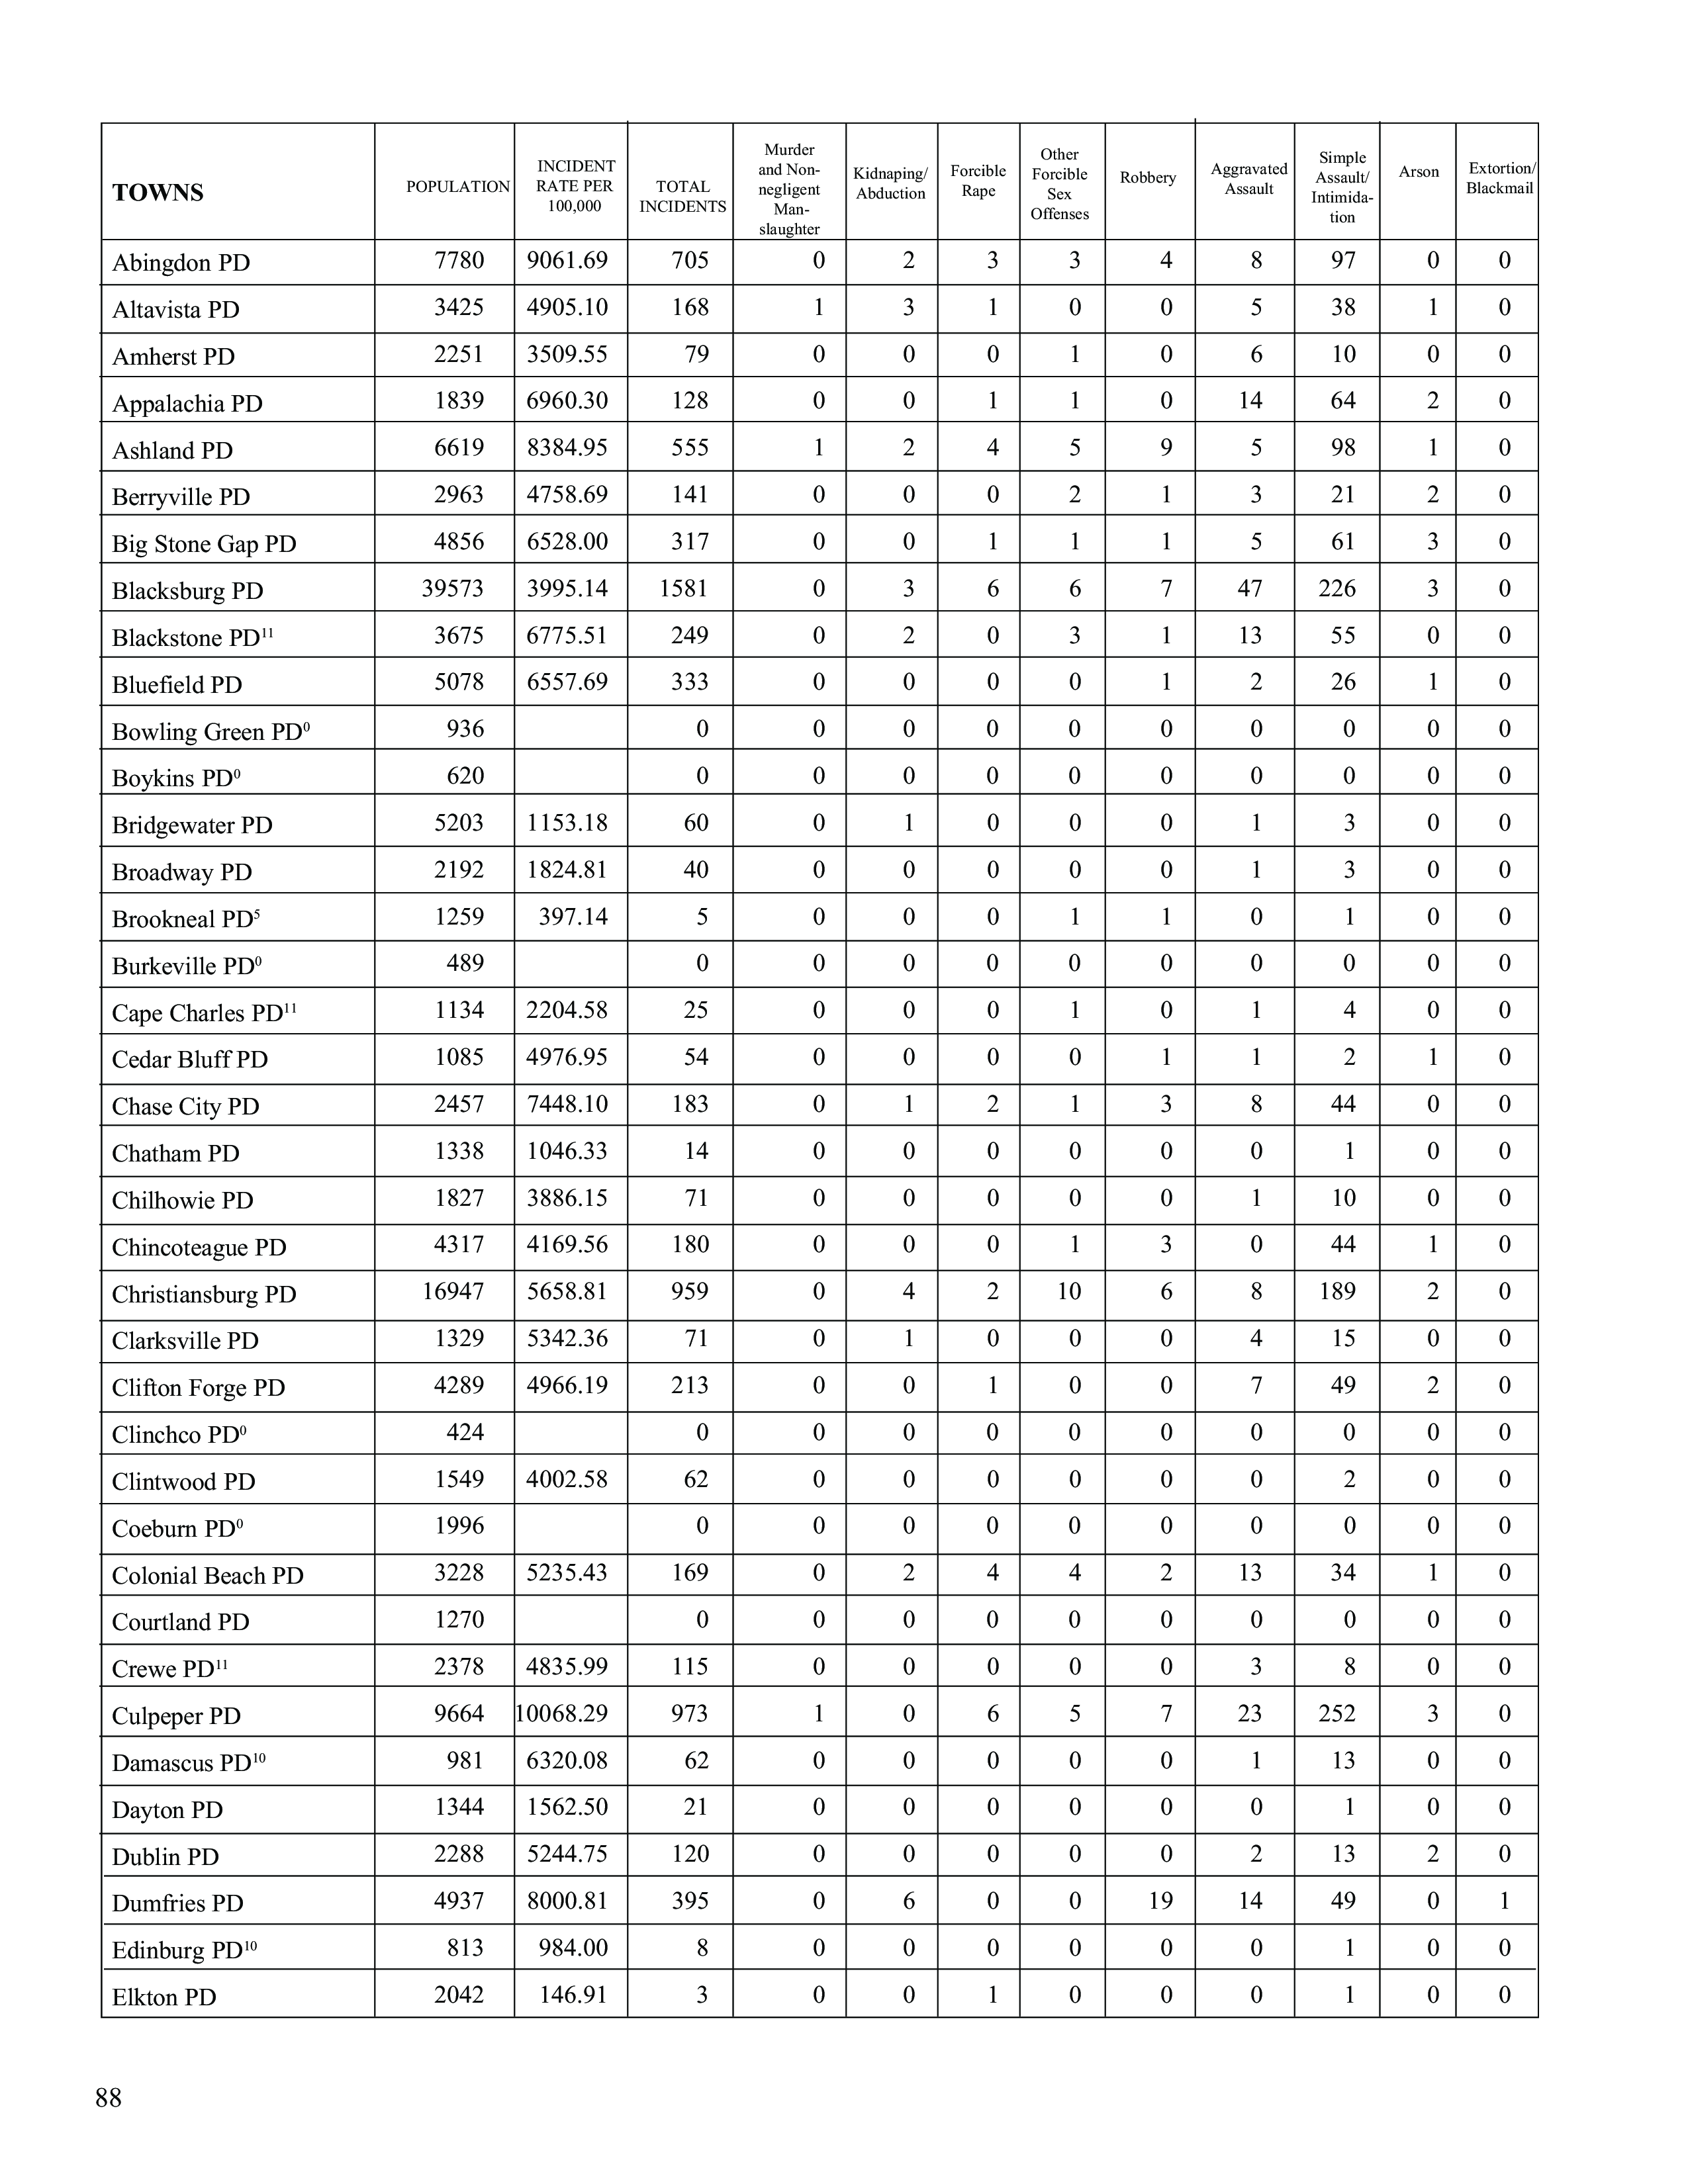 TOWNS POPULATION INCIDENT RATE PER 100,000 TOTAL INCIDENTS Murder and Non-negligent Man-slaughter Kidnaping/Abduction Forcible Rape Other Forcible Sex Offenses Robbery Aggravated Assault Simple Assault/Intimida-tion Arson Extortion/Blackmail
Abingdon PD 7780 9061.69 705 0 2 3 3 4 8 97 0 0
Altavista PD 3425 4905.10 168 1 3 1 0 0 5 38 1 0
Amherst PD 2251 3509.55 79 0 0 0 1 0 6 10 0 0
Appalachia PD 1839 6960.30 128 0 0 1 1 0 14 64 2 0
Ashland PD 6619 8384.95 555 1 2 4 5 9 5 98 1 0
Berryville PD 2963 4758.69 141 0 0 0 2 1 3 21 2 0
Big Stone Gap PD 4856 6528.00 317 0 0 1 1 1 5 61 3 0
Blacksburg PD 39573 3995.14 1581 0 3 6 6 7 47 226 3 0
Blackstone PD11 3675 6775.51 249 0 2 0 3 1 13 55 0 0
Bluefield PD 5078 6557.69 333 0 0 0 0 1 2 26 1 0
Bowling Green PD0 936 0 0 0 0 0 0 0 0 0 0
Boykins PD0 620 0 0 0 0 0 0 0 0 0 0
Bridgewater PD 5203 1153.18 60 0 1 0 0 0 1 3 0 0
Broadway PD 2192 1824.81 40 0 0 0 0 0 1 3 0 0
Brookneal PD5 1259 397.14 5 0 0 0 1 1 0 1 0 0
Burkeville PD0 489 0 0 0 0 0 0 0 0 0 0
Cape Charles PD11 1134 2204.58 25 0 0 0 1 0 1 4 0 0
Cedar Bluff PD 1085 4976.95 54 0 0 0 0 1 1 2 1 0
Chase City PD 2457 7448.10 183 0 1 2 1 3 8 44 0 0
Chatham PD 1338 1046.33 14 0 0 0 0 0 0 1 0 0
Chilhowie PD 1827 3886.15 71 0 0 0 0 0 1 10 0 0
Chincoteague PD 4317 4169.56 180 0 0 0 1 3 0 44 1 0
Christiansburg PD 16947 5658.81 959 0 4 2 10 6 8 189 2 0
Clarksville PD 1329 5342.36 71 0 1 0 0 0 4 15 0 0
Clifton Forge PD 4289 4966.19 213 0 0 1 0 0 7 49 2 0
Clinchco PD0 424 0 0 0 0 0 0 0 0 0 0
Clintwood PD 1549 4002.58 62 0 0 0 0 0 0 2 0 0
Coeburn PD0 1996 0 0 0 0 0 0 0 0 0 0
Colonial Beach PD 3228 5235.43 169 0 2 4 4 2 13 34 1 0
Courtland PD 1270 0 0 0 0 0 0 0 0 0 0
Crewe PD11 2378 4835.99 115 0 0 0 0 0 3 8 0 0
Culpeper PD 9664 10068.29 973 1 0 6 5 7 23 252 3 0
Damascus PD10 981 6320.08 62 0 0 0 0 0 1 13 0 0
Dayton PD 1344 1562.50 21 0 0 0 0 0 0 1 0 0
Dublin PD 2288 5244.75 120 0 0 0 0 0 2 13 2 0
Dumfries PD 4937 8000.81 395 0 6 0 0 19 14 49 0 1
Edinburg PD10 813 984.00 8 0 0 0 0 0 0 1 0 0
Elkton PD 2042 146.91 3 0 0 1 0 0 0 1 0 0
88